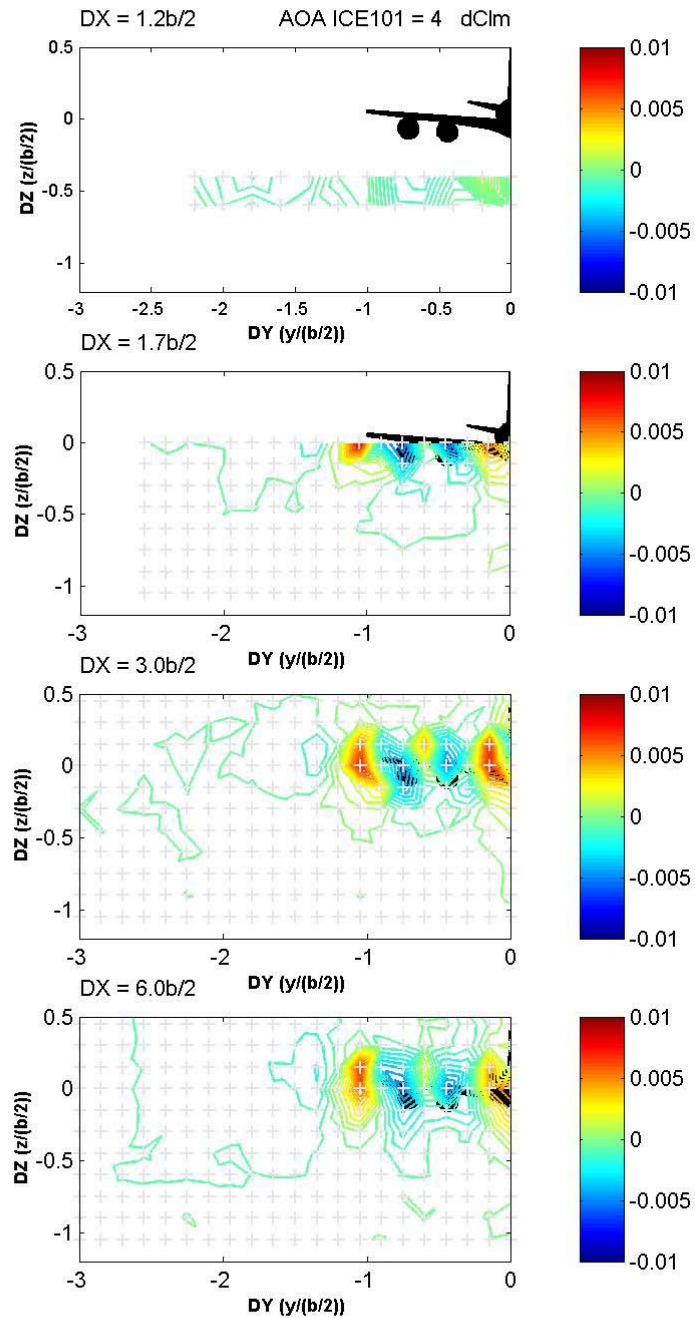 DX = 1.2b/2 AOA ICE101 = 4 dClm
0.5
0
-0.5
-1
DZ (z/(b/2))
-3 -2.5 -2 -1.5 -1 -0.5 0
DY (y/(b/2))
0.01
0.005
0
-0.005
-0.01
DX = 1.7b/2
0.5
0
-0.5
-1
DZ (z/(b/2))
-3 -2 -1 0
DY (y/(b/2))
0.01
0.005
0
-0.005
-0.01
DX = 3.0b/2
0.5
0
-0.5
-1
DZ (z/(b/2))
-3 -2 -1 0
DY (y/(b/2))
0.01
0.005
0
-0.005
-0.01
DX = 6.0b/2
0.5
0
-0.5
-1
DZ (z/(b/2))
-3 -2 -1 0
DY (y/(b/2))
0.01
0.005
0
-0.005
-0.01